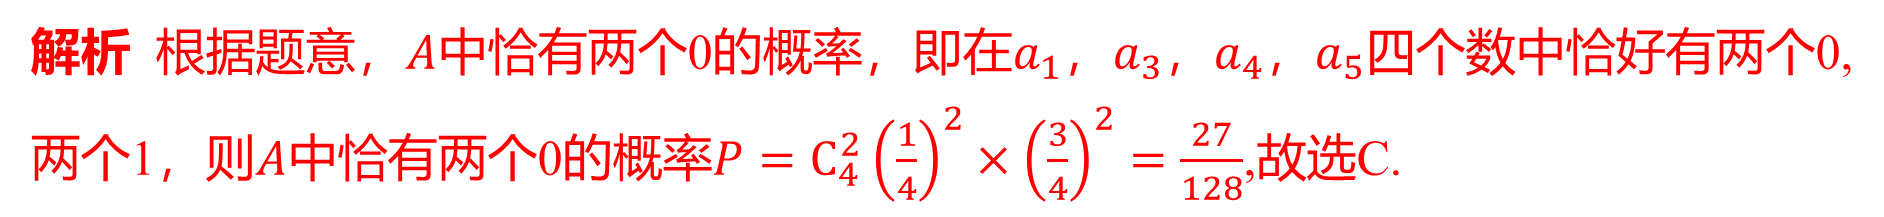 解析 根据题意，A中恰有两个0的概率，即在a₁，a₃，a₄，a₅四个数中恰好有两个0,
两个1，则A中恰有两个0的概率P = C₄²(1/4)² × (3/4)² = 27/128,故选C.